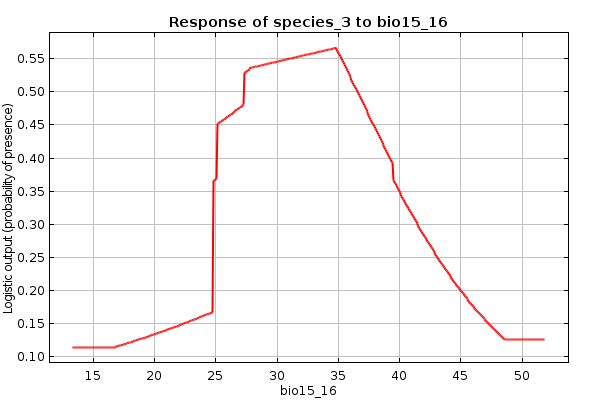 Response of species_3 to bio15_16
Logistic output (probability of presence)
0.55
0.50
0.45
0.40
0.35
0.30
0.25
0.20
0.15
0.10
15 20 25 30 35 40 45 50
bio15_16